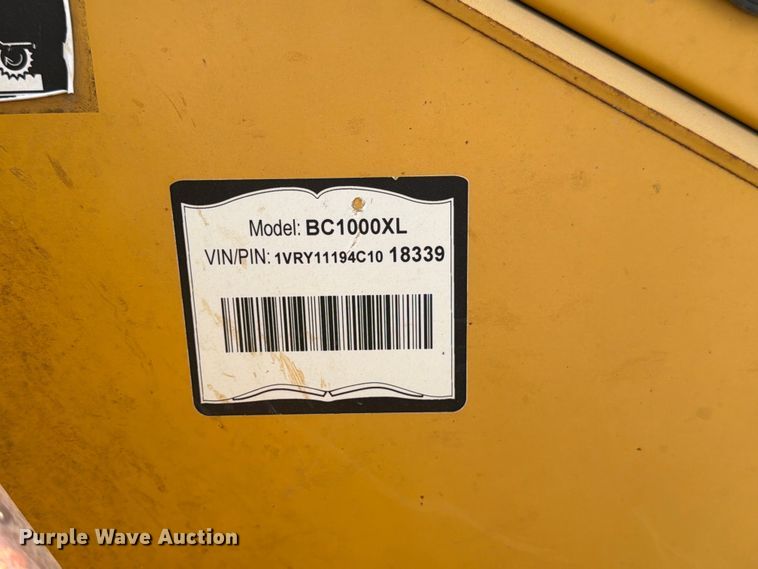 Model: BC1000XL
VIN/PIN: 1VRY11194C10 18339
Purple Wave Auction